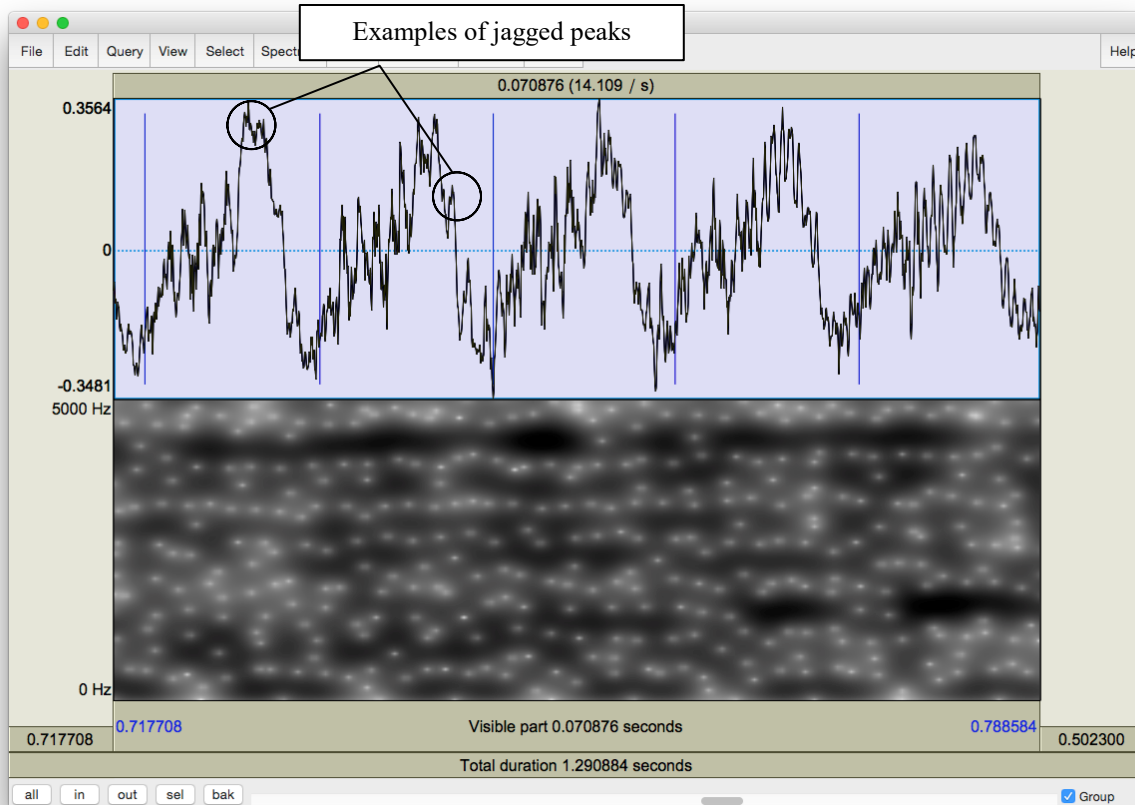 Examples of jagged peaks
File Edit Query View Select Help
0.070876 (14.109 / s)
0.3564
0
-0.3481
5000 Hz
0 Hz
0.717708 Visible part 0.070876 seconds 0.788584
0.717708 0.502300
Total duration 1.290884 seconds
all in out sel bak Group